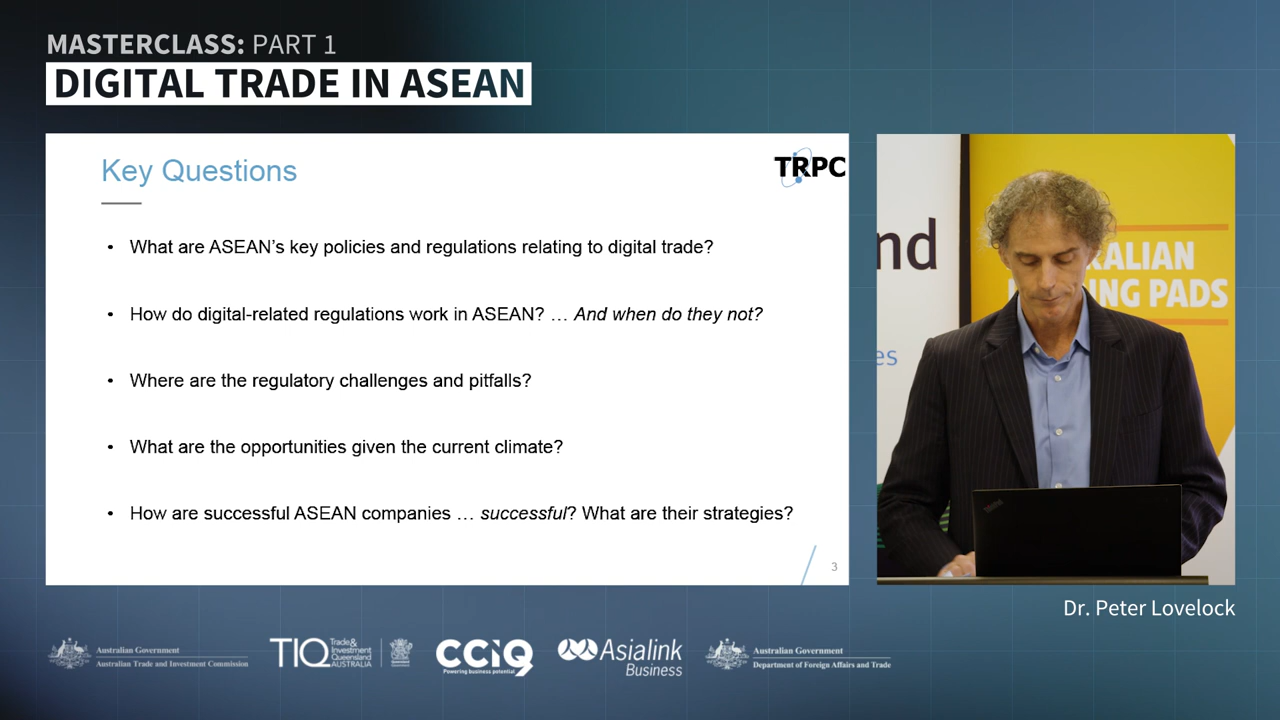 MASTERCLASS: PART 1
DIGITAL TRADE IN ASEAN
Key Questions
TRPC
• What are ASEAN’s key policies and regulations relating to digital trade?
• How do digital-related regulations work in ASEAN? … And when do they not?
• Where are the regulatory challenges and pitfalls?
• What are the opportunities given the current climate?
• How are successful ASEAN companies … successful? What are their strategies?
3
nd
es
RALIAN
ING PADS
Dr. Peter Lovelock
Australian Government
Australian Trade and Investment Commission
TIQ
Trade &
Investment
Queensland
AUSTRALIA
CCIQ
Powering business potential
Asialink
Business
Australian Government
Department of Foreign Affairs and Trade